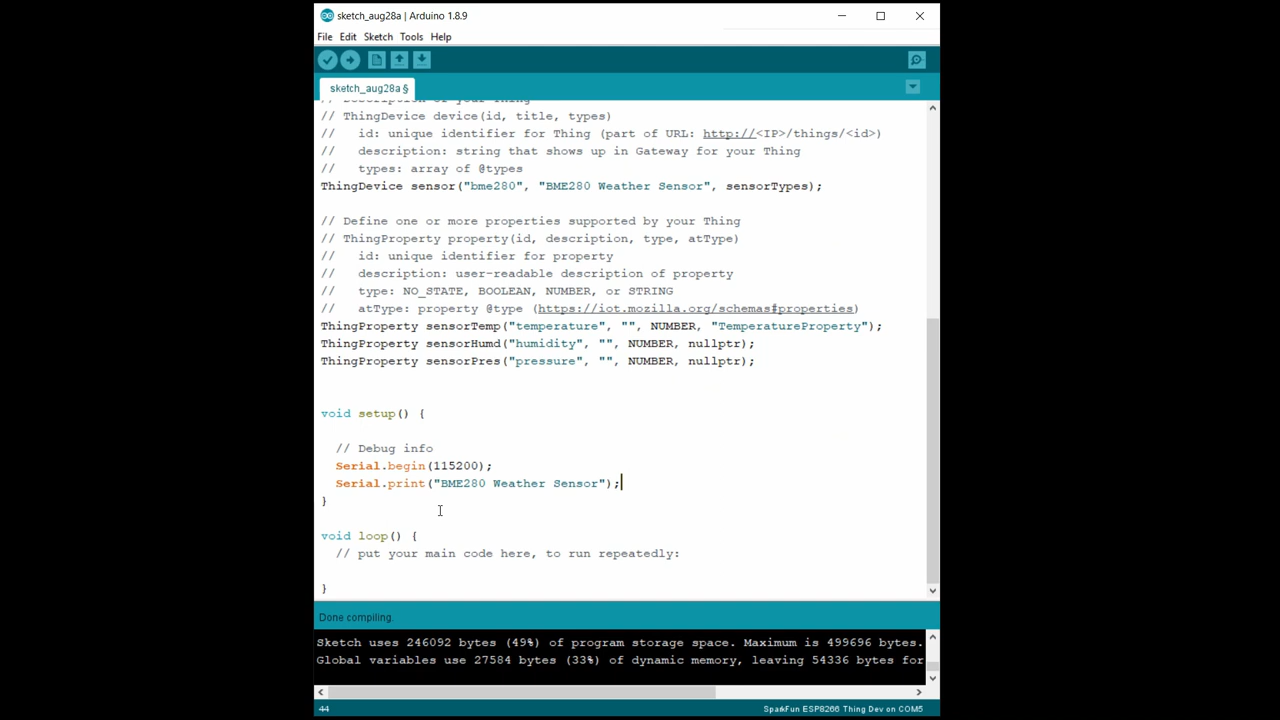 sketch_aug28a | Arduino 1.8.9
File Edit Sketch Tools Help
sketch_aug28a §
// Description of your Thing
// ThingDevice device(id, title, types)
//   id: unique identifier for Thing (part of URL: http://<IP>/things/<id>)
//   description: string that shows up in Gateway for your Thing
//   types: array of @types
ThingDevice sensor("bme280", "BME280 Weather Sensor", sensorTypes);
// Define one or more properties supported by your Thing
// ThingProperty property(id, description, type, atType)
//   id: unique identifier for property
//   description: user-readable description of property
//   type: NO_STATE, BOOLEAN, NUMBER, or STRING
//   atType: property @type (https://iot.mozilla.org/schemas#properties)
ThingProperty sensorTemp("temperature", "", NUMBER, "TemperatureProperty");
ThingProperty sensorHumd("humidity", "", NUMBER, nullptr);
ThingProperty sensorPres("pressure", "", NUMBER, nullptr);
void setup() {
  // Debug info
  Serial.begin(115200);
  Serial.print("BME280 Weather Sensor");
}
void loop() {
  // put your main code here, to run repeatedly:
}
Done compiling.
Sketch uses 246092 bytes (49%) of program storage space. Maximum is 499696 bytes.
Global variables use 27584 bytes (33%) of dynamic memory, leaving 54336 bytes for
44 SparkFun ESP8266 Thing Dev on COM5